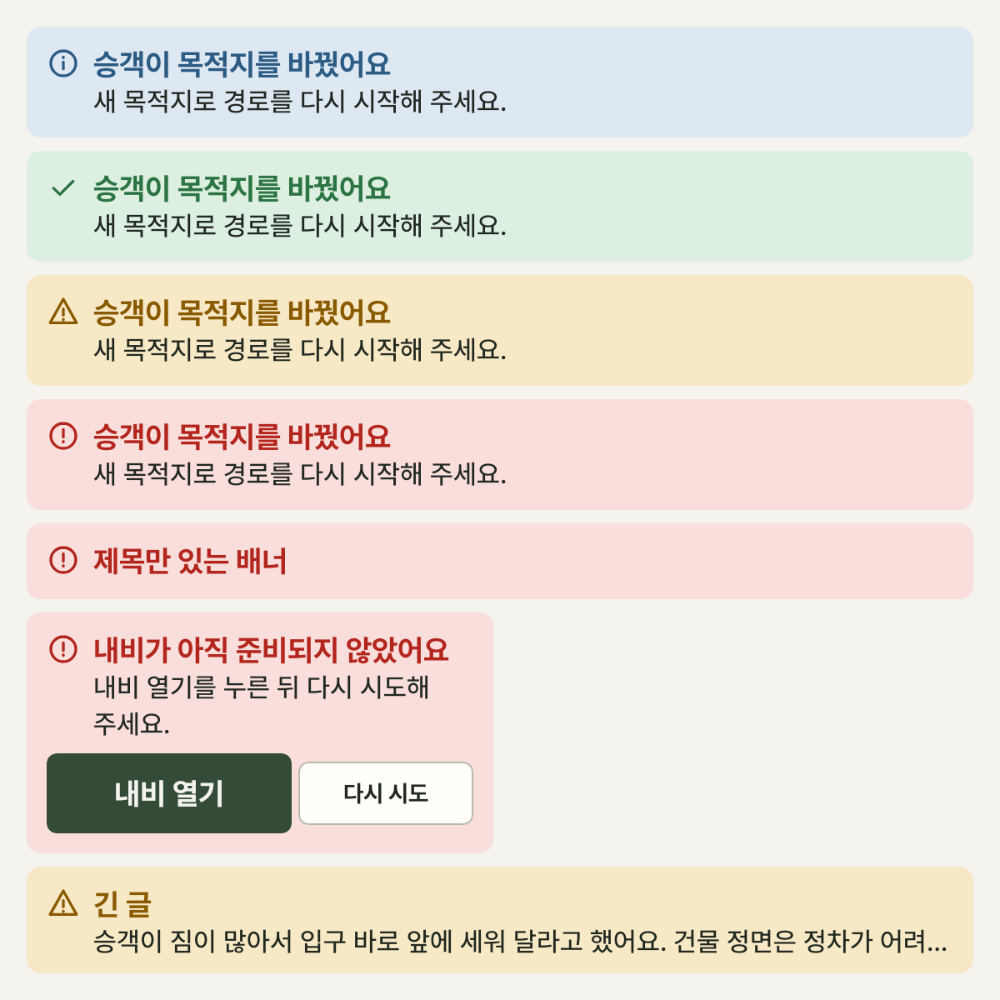 승객이 목적지를 바꿨어요
새 목적지로 경로를 다시 시작해 주세요.
승객이 목적지를 바꿨어요
새 목적지로 경로를 다시 시작해 주세요.
승객이 목적지를 바꿨어요
새 목적지로 경로를 다시 시작해 주세요.
승객이 목적지를 바꿨어요
새 목적지로 경로를 다시 시작해 주세요.
제목만 있는 배너
내비가 아직 준비되지 않았어요
내비 열기를 누른 뒤 다시 시도해
주세요.
내비 열기
다시 시도
긴 글
승객이 짐이 많아서 입구 바로 앞에 세워 달라고 했어요. 건물 정면은 정차가 어려...